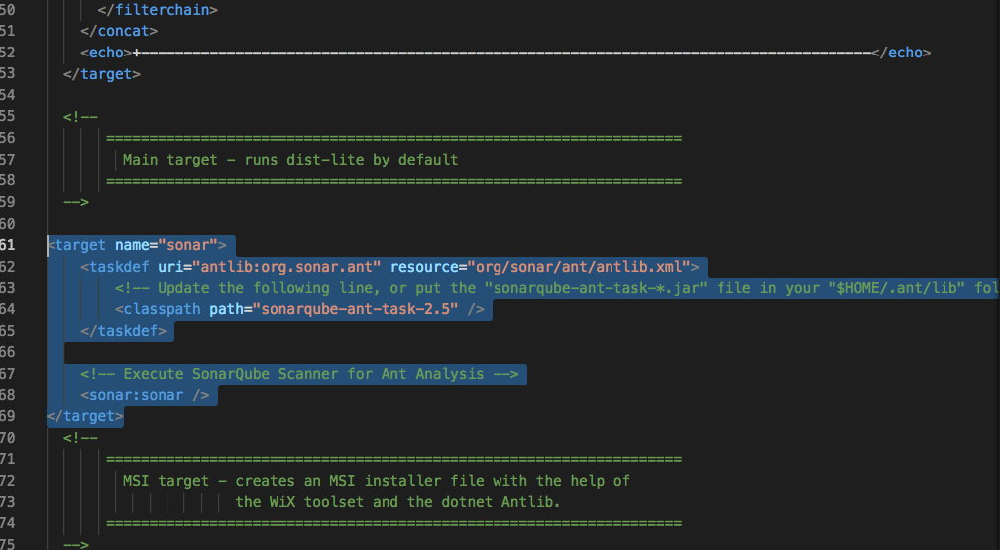 50 </filterchain>
51 </concat>
52 <echo>+-------------------------------------------------------------------------------------</echo>
53 </target>
54
55 <!--
56 ===================================================================
57 Main target - runs dist-lite by default
58 ===================================================================
59 -->
60
61 <target name="sonar">
62 <taskdef uri="antlib:org.sonar.ant" resource="org/sonar/ant/antlib.xml">
63 <!-- Update the following line, or put the "sonarqube-ant-task-*.jar" file in your "$HOME/.ant/lib" fol
64 <classpath path="sonarqube-ant-task-2.5" />
65 </taskdef>
66
67 <!-- Execute SonarQube Scanner for Ant Analysis -->
68 <sonar:sonar />
69 </target>
70 <!--
71 ===================================================================
72 MSI target - creates an MSI installer file with the help of
73 the WiX toolset and the dotnet Antlib.
74 ===================================================================
75 -->